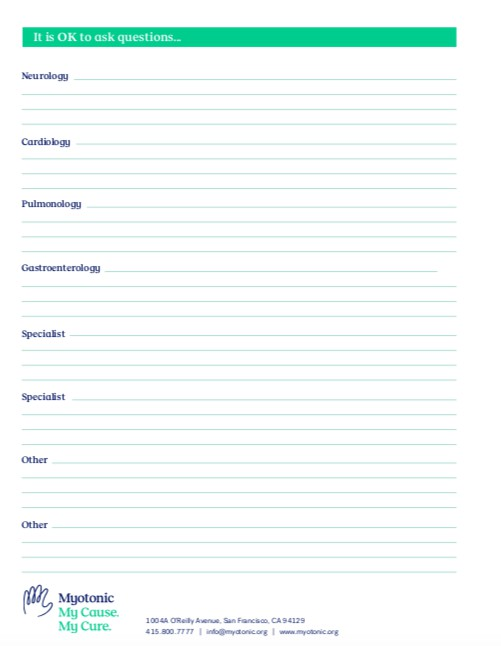 It is OK to ask questions...
Neurology
Cardiology
Pulmonology
Gastroenterology
Specialist
Specialist
Other
Other
Myotonic
My Cause.
My Cure.
1004A O'Reilly Avenue, San Francisco, CA 94129
415.800.7777 | info@myotonic.org | www.myotonic.org